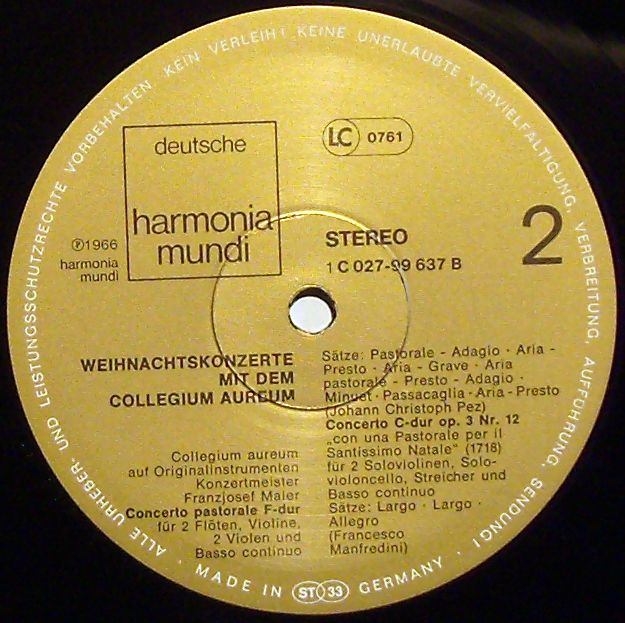 ALLE URHEBER- UND LEISTUNGSSCHUTZRECHTE VORBEHALTEN · KEIN VERLEIH! KEINE UNERLAUBTE VERVIELFÄLTIGUNG, VERBREITUNG, AUFFÜHRUNG, SENDUNG!
deutsche
harmonia
mundi
LC 0761
℗1966
harmonia
mundi
STEREO
1 C 027-99 637 B
2
WEIHNACHTSKONZERTE
MIT DEM
COLLEGIUM AUREUM
Collegium aureum
auf Originalinstrumenten
Konzertmeister
Franzjosef Maier
Concerto pastorale F-dur
für 2 Flöten, Violine,
2 Violen und
Basso continuo
Sätze: Pastorale - Adagio · Aria -
Presto · Aria - Grave · Aria
pastorale · Presto · Adagio ·
Minuet · Passacaglia · Aria - Presto
(Johann Christoph Pez)
Concerto C-dur op. 3 Nr. 12
„con una Pastorale per il
Santissimo Natale“ (1718)
für 2 Soloviolinen, Solo-
violoncello, Streicher und
Basso continuo
Sätze: Largo · Largo ·
Allegro
(Francesco
Manfredini)
· MADE IN ST 33 GERMANY ·